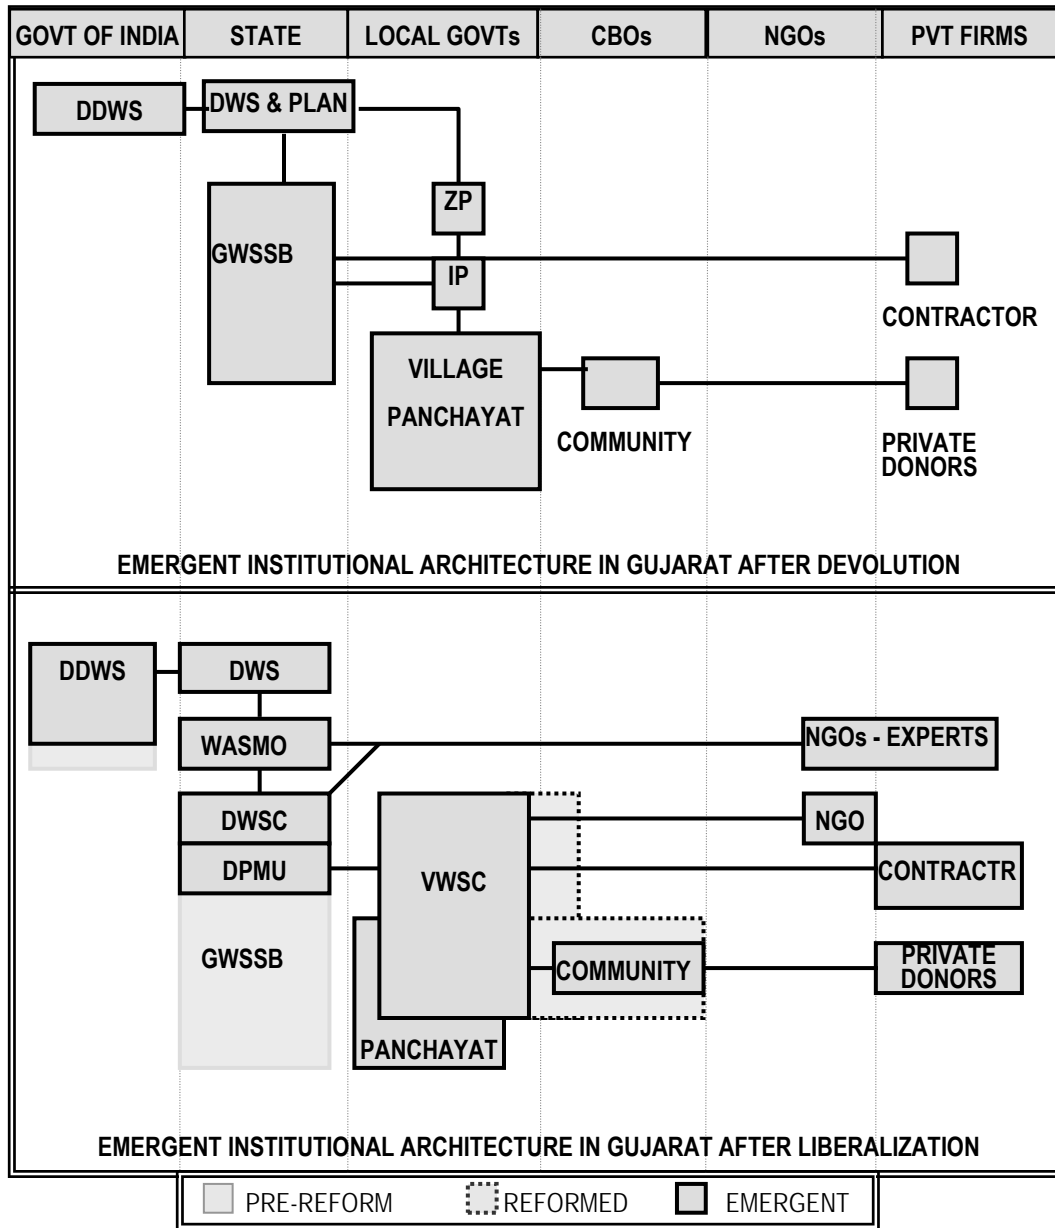 GOVT OF INDIA STATE LOCAL GOVTs CBOs NGOs PVT FIRMS
DDWS
DWS & PLAN
ZP
GWSSB
IP
CONTRACTOR
VILLAGE
PANCHAYAT
COMMUNITY
PRIVATE
DONORS
EMERGENT INSTITUTIONAL ARCHITECTURE IN GUJARAT AFTER DEVOLUTION
DDWS
DWS
WASMO
NGOs - EXPERTS
DWSC
NGO
DPMU
VWSC
CONTRACTR
GWSSB
COMMUNITY
PRIVATE
DONORS
PANCHAYAT
EMERGENT INSTITUTIONAL ARCHITECTURE IN GUJARAT AFTER LIBERALIZATION
PRE-REFORM REFORMED EMERGENT